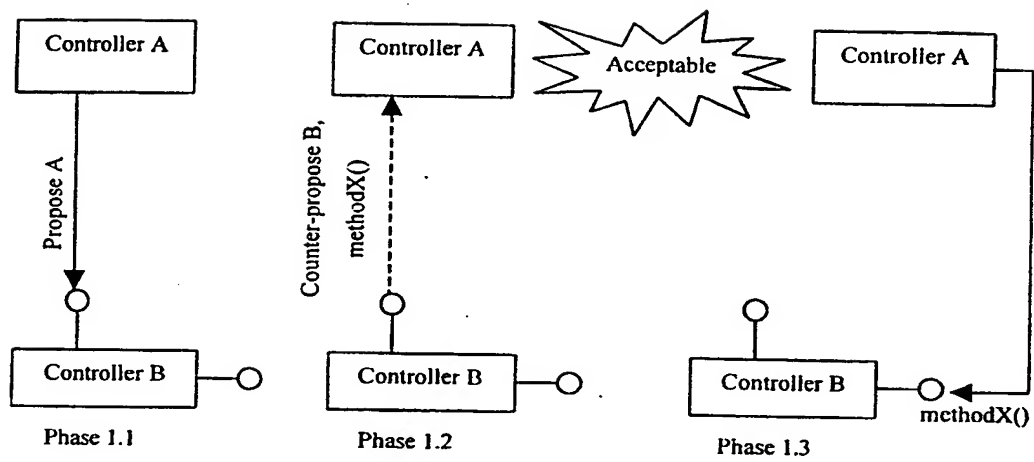 Controller A
Propose A
Controller B
Phase 1.1
Controller A
Counter-propose B,
methodX()
Controller B
Phase 1.2
Acceptable
Controller A
Controller B
methodX()
Phase 1.3